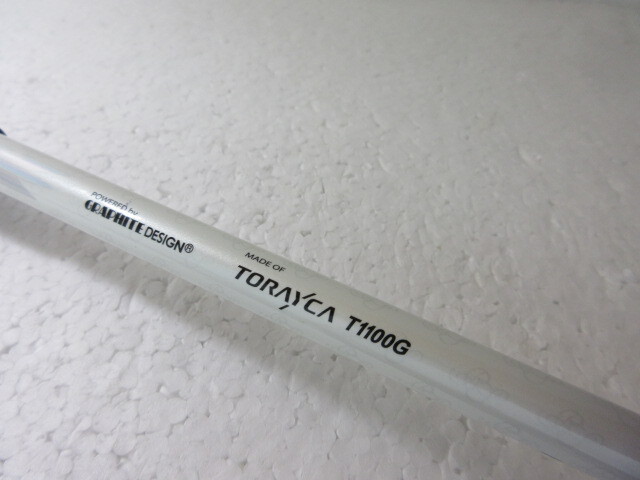 POWERED by
GRAPHITE DESIGN®
MADE OF
TORAYCA T1100G